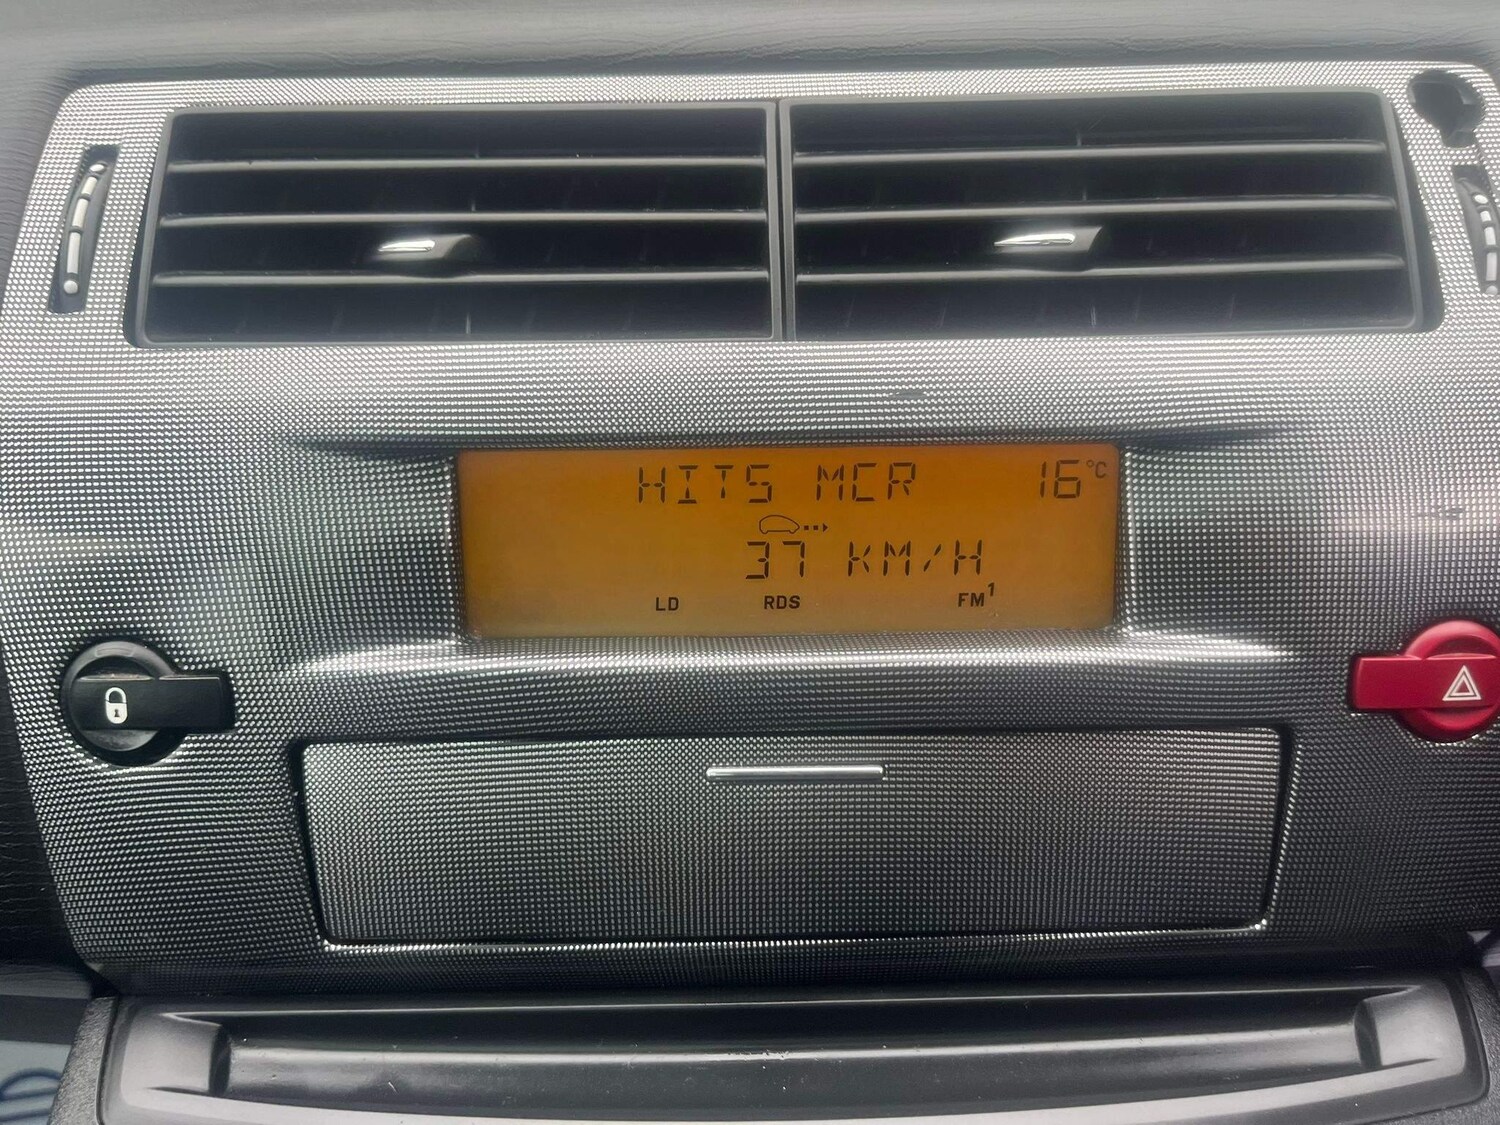 HITS MCR 16°C
37 KM/H
LD RDS FM1